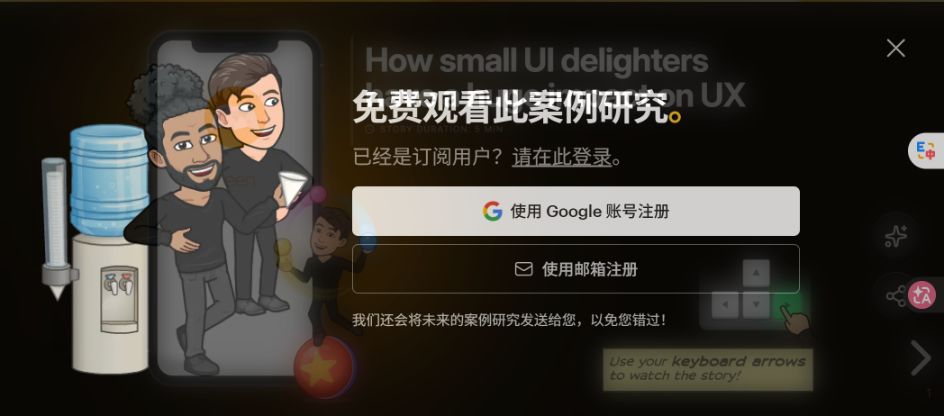 How small UI delighters
on UX
免费观看此案例研究。
STORY DURATION: 5 MIN
已经是订阅用户？请在此登录。
使用 Google 账号注册
使用邮箱注册
我们还会将未来的案例研究发送给您，以免您错过！
Use your keyboard arrows
to watch the story!
1